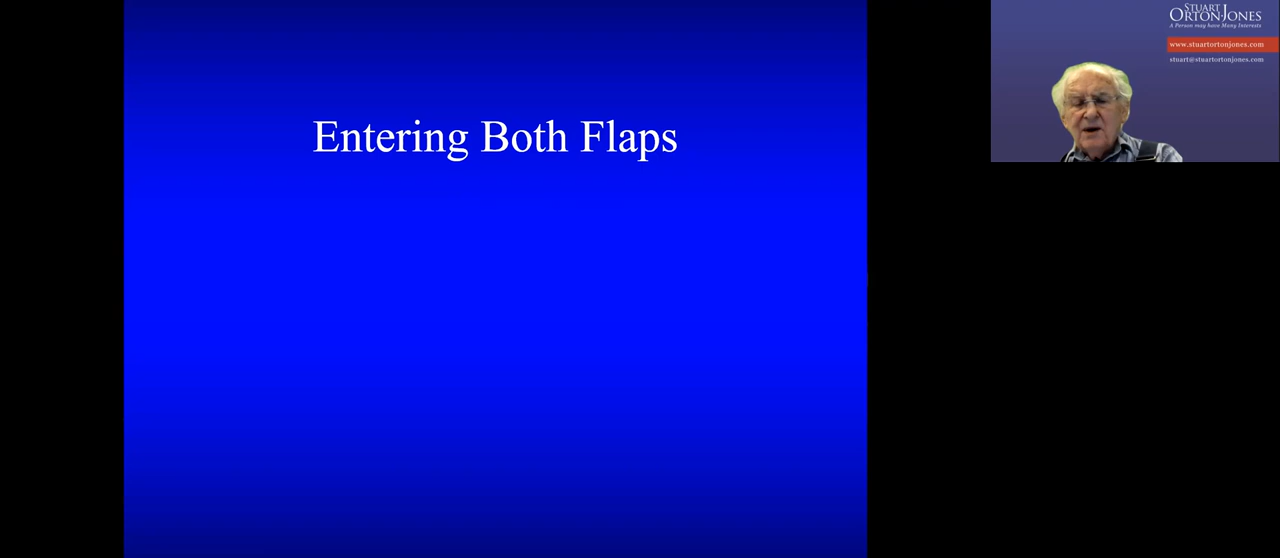 Entering Both Flaps
STUART
ORTON-JONES
A Person may have Many Interests
www.stuartortonjones.com
stuart@stuartortonjones.com